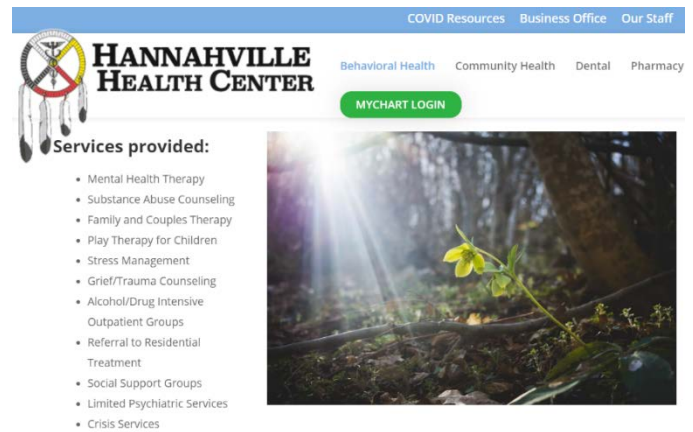 COVID Resources Business Office Our Staff
HANNAHVILLE
HEALTH CENTER
Behavioral Health Community Health Dental Pharmacy
MYCHART LOGIN
Services provided:
Mental Health Therapy
Substance Abuse Counseling
Family and Couples Therapy
Play Therapy for Children
Stress Management
Grief/Trauma Counseling
Alcohol/Drug Intensive
Outpatient Groups
Referral to Residential
Treatment
Social Support Groups
Limited Psychiatric Services
Crisis Services